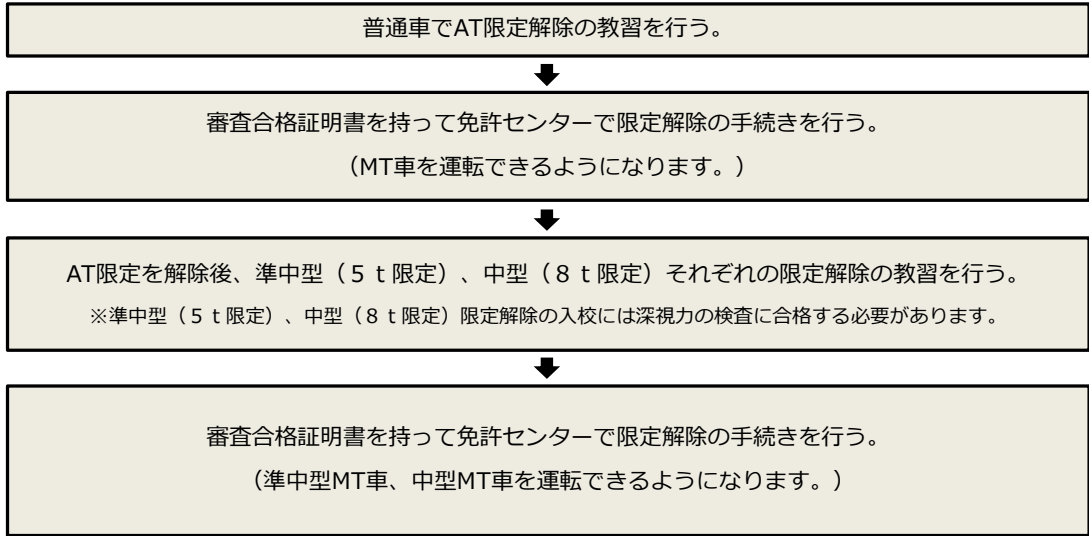 普通車でAT限定解除の教習を行う。
審査合格証明書を持って免許センターで限定解除の手続きを行う。
（MT車を運転できるようになります。）
AT限定を解除後、準中型（５ｔ限定）、中型（８ｔ限定）それぞれの限定解除の教習を行う。
※準中型（５ｔ限定）、中型（８ｔ限定）限定解除の入校には深視力の検査に合格する必要があります。
審査合格証明書を持って免許センターで限定解除の手続きを行う。
（準中型MT車、中型MT車を運転できるようになります。）